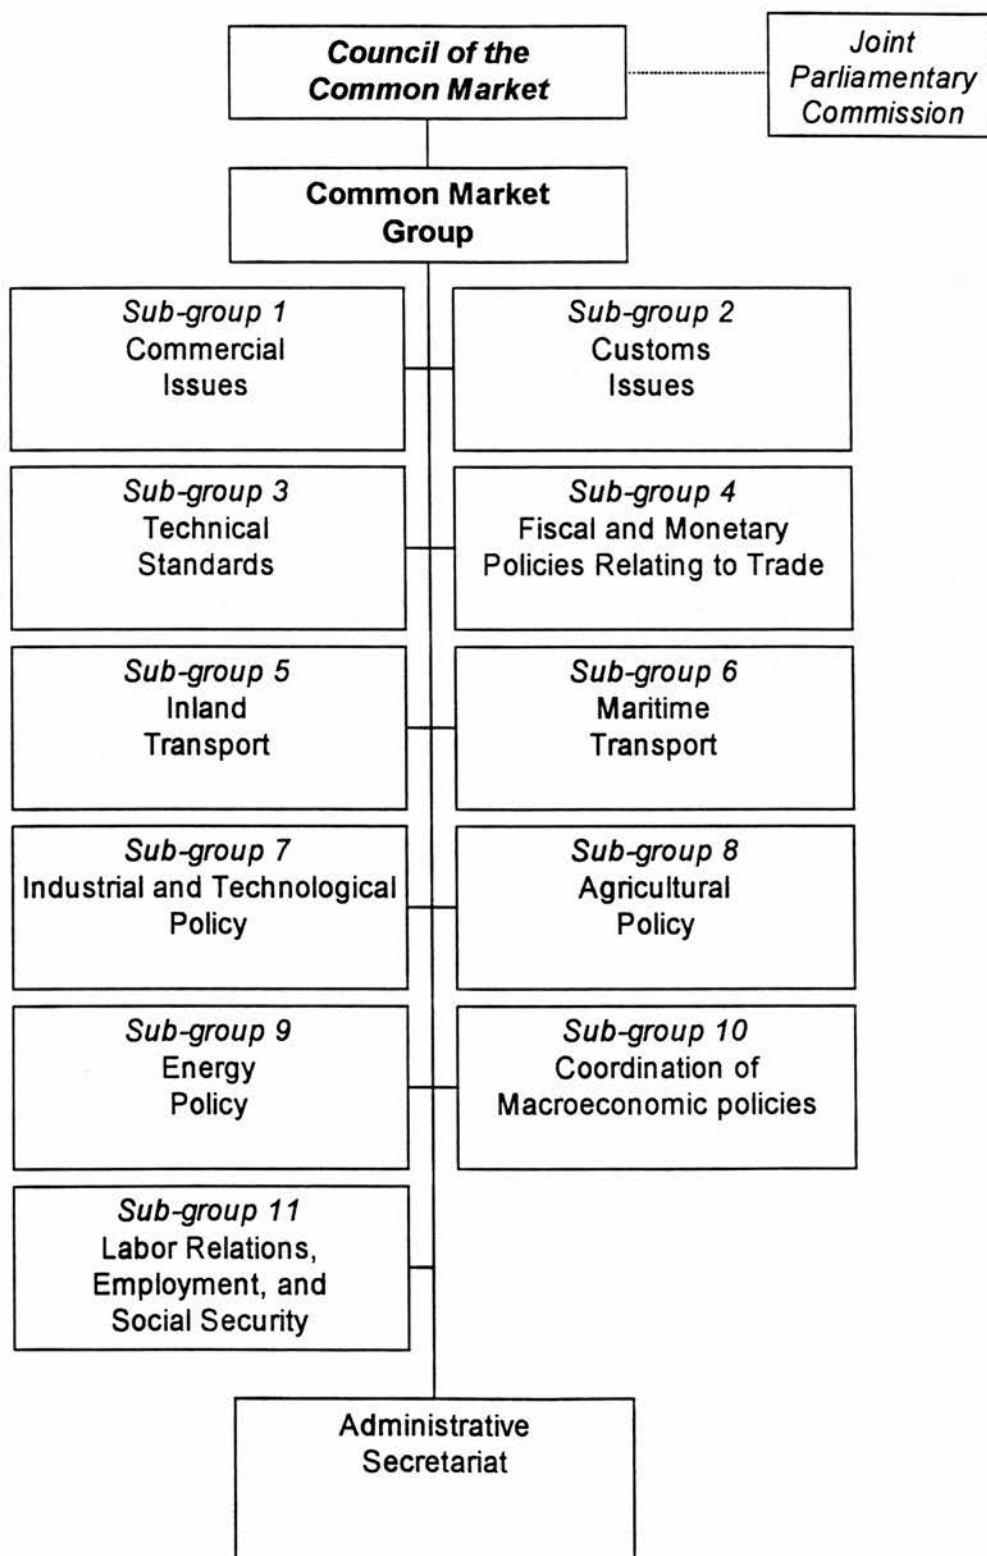 Council of the
Common Market
Joint
Parliamentary
Commission
Common Market
Group
Sub-group 1
Commercial
Issues
Sub-group 2
Customs
Issues
Sub-group 3
Technical
Standards
Sub-group 4
Fiscal and Monetary
Policies Relating to Trade
Sub-group 5
Inland
Transport
Sub-group 6
Maritime
Transport
Sub-group 7
Industrial and Technological
Policy
Sub-group 8
Agricultural
Policy
Sub-group 9
Energy
Policy
Sub-group 10
Coordination of
Macroeconomic policies
Sub-group 11
Labor Relations,
Employment, and
Social Security
Administrative
Secretariat